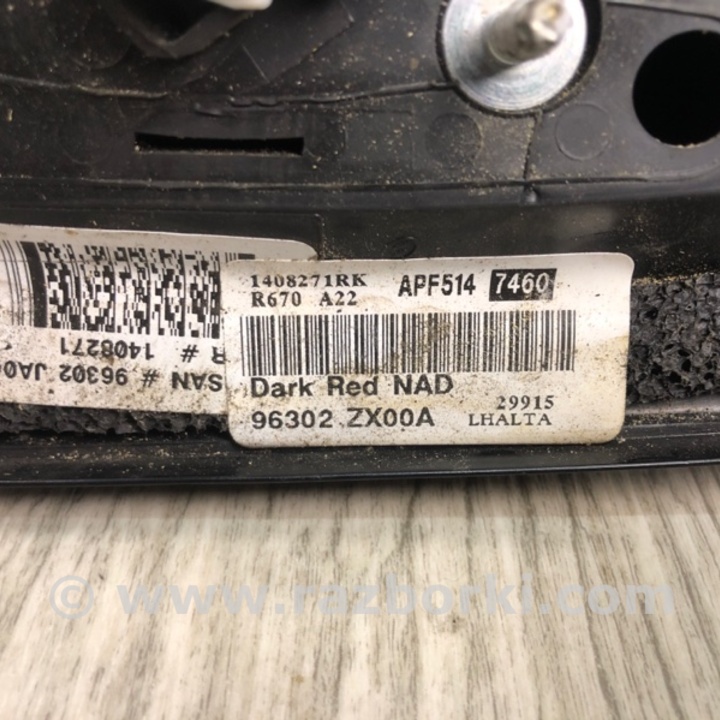 1408271RK APF514 7460
R670 A22
Dark Red NAD
96302 ZX00A
29915
LHALTA
R # 1408271
SAN # 96302 JA0
© www.razborki.com